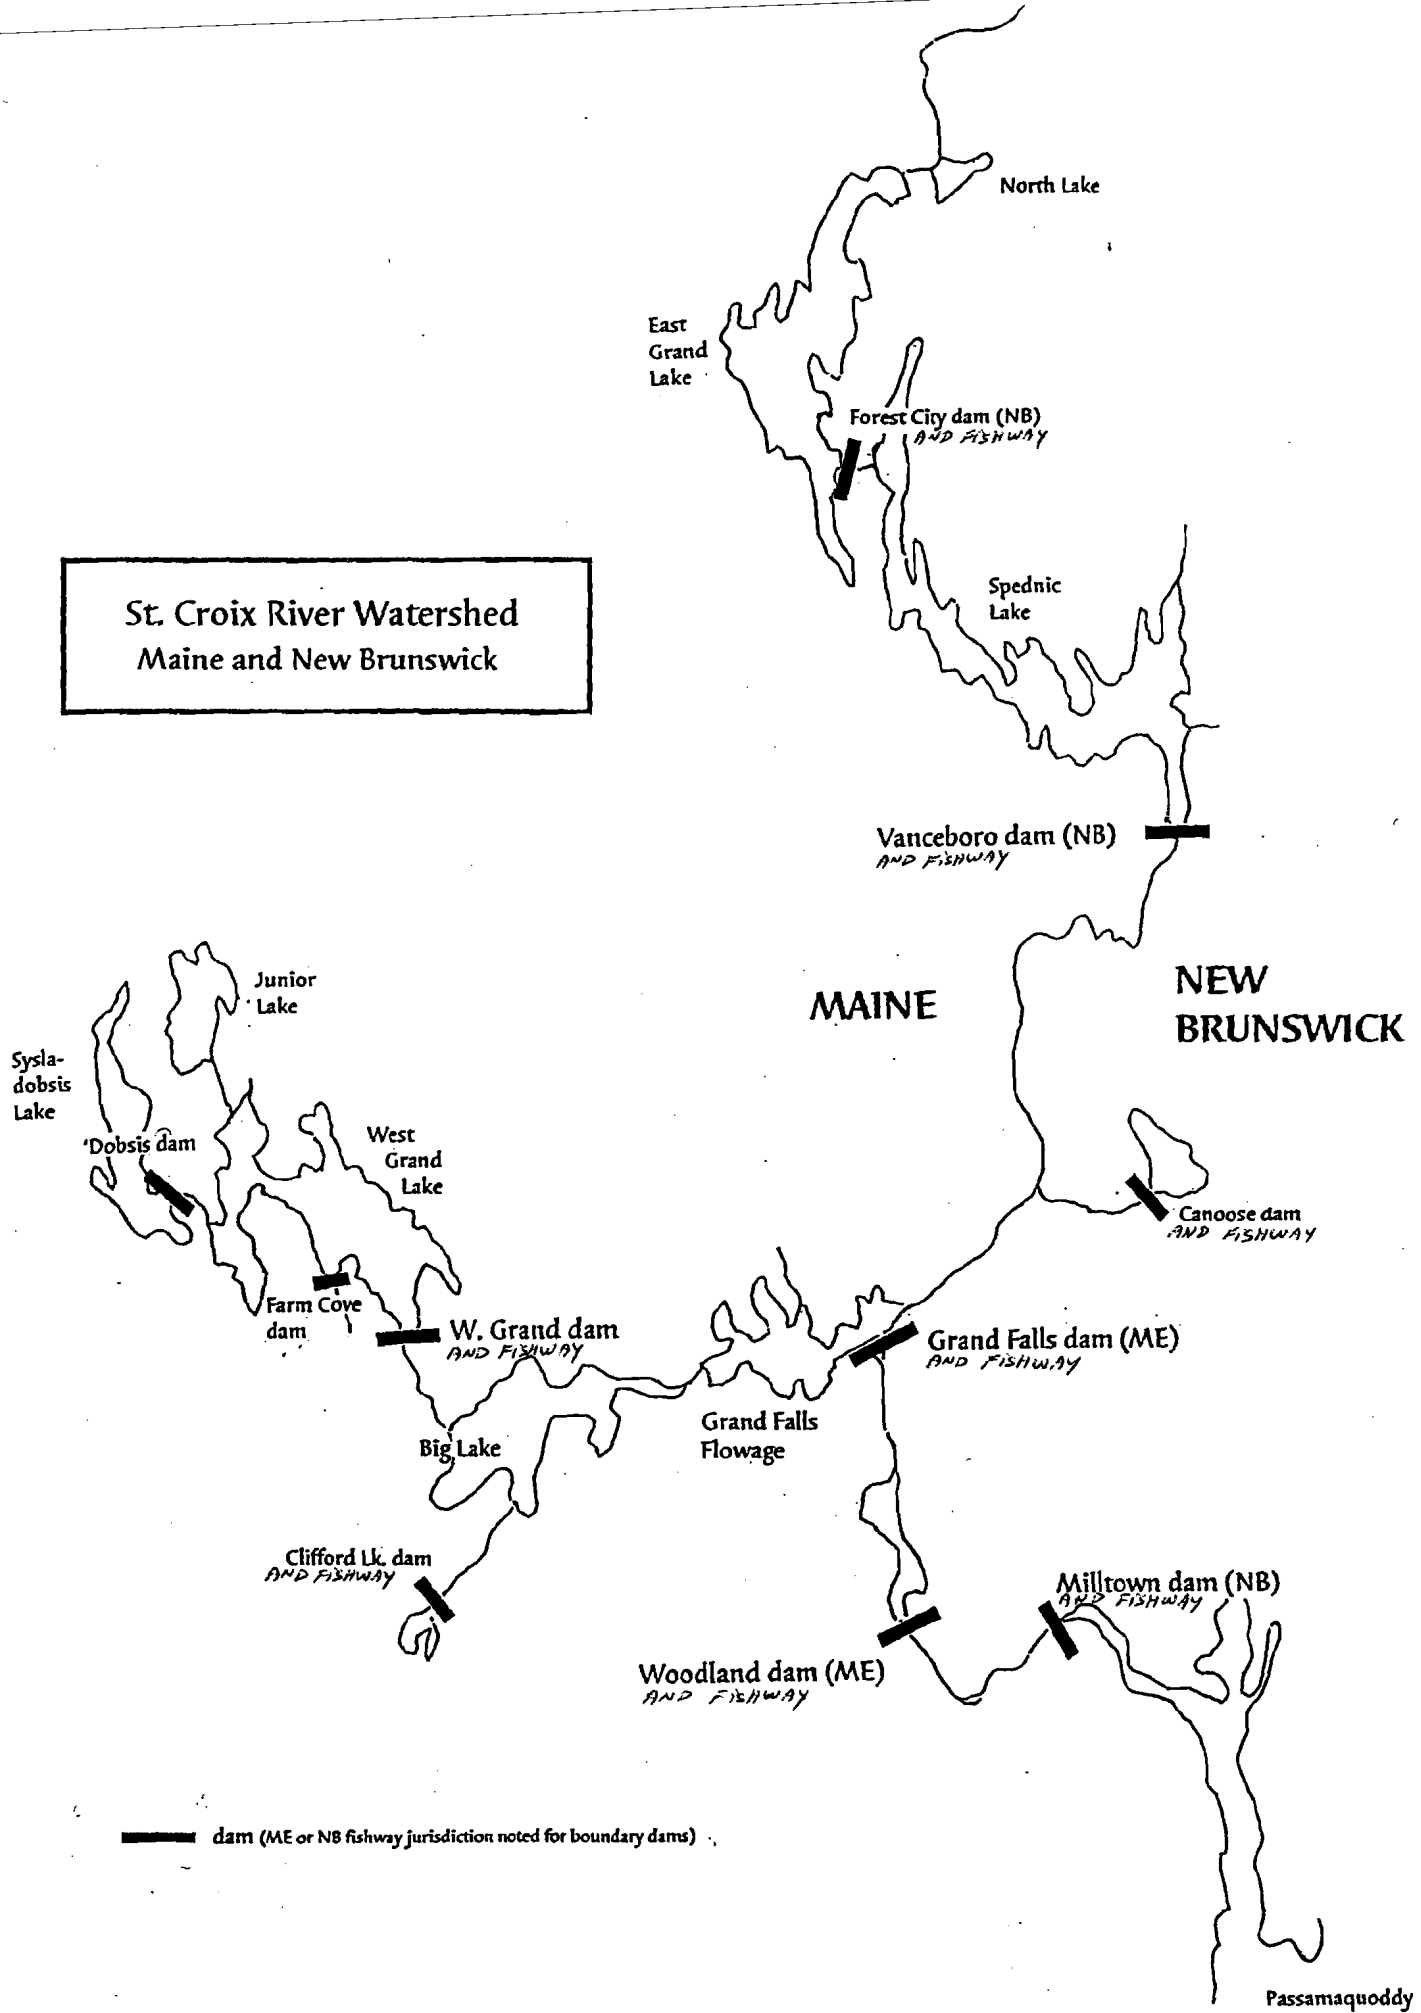 North Lake
East
Grand
Lake
Forest City dam (NB)
AND FISHWAY
St. Croix River Watershed
Maine and New Brunswick
Spednic
Lake
Vanceboro dam (NB)
AND FISHWAY
MAINE
NEW
BRUNSWICK
Junior
Lake
Sysla-
dobsis
Lake
'Dobsis dam
West
Grand
Lake
Canoose dam
AND FISHWAY
Farm Cove
dam
W. Grand dam
AND FISHWAY
Grand Falls dam (ME)
AND FISHWAY
Grand Falls
Flowage
Big Lake
Clifford Lk. dam
AND FISHWAY
Milltown dam (NB)
AND FISHWAY
Woodland dam (ME)
AND FISHWAY
dam (ME or NB fishway jurisdiction noted for boundary dams)
Passamaquoddy